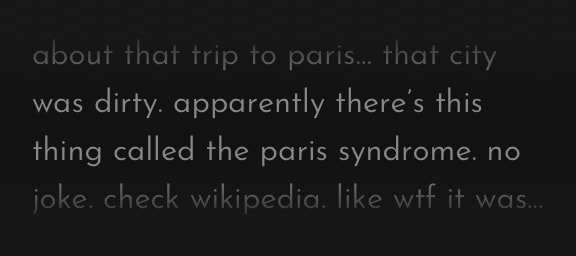 about that trip to paris... that city
was dirty. apparently there's this
thing called the paris syndrome. no
joke. check wikipedia. like wtf it was...